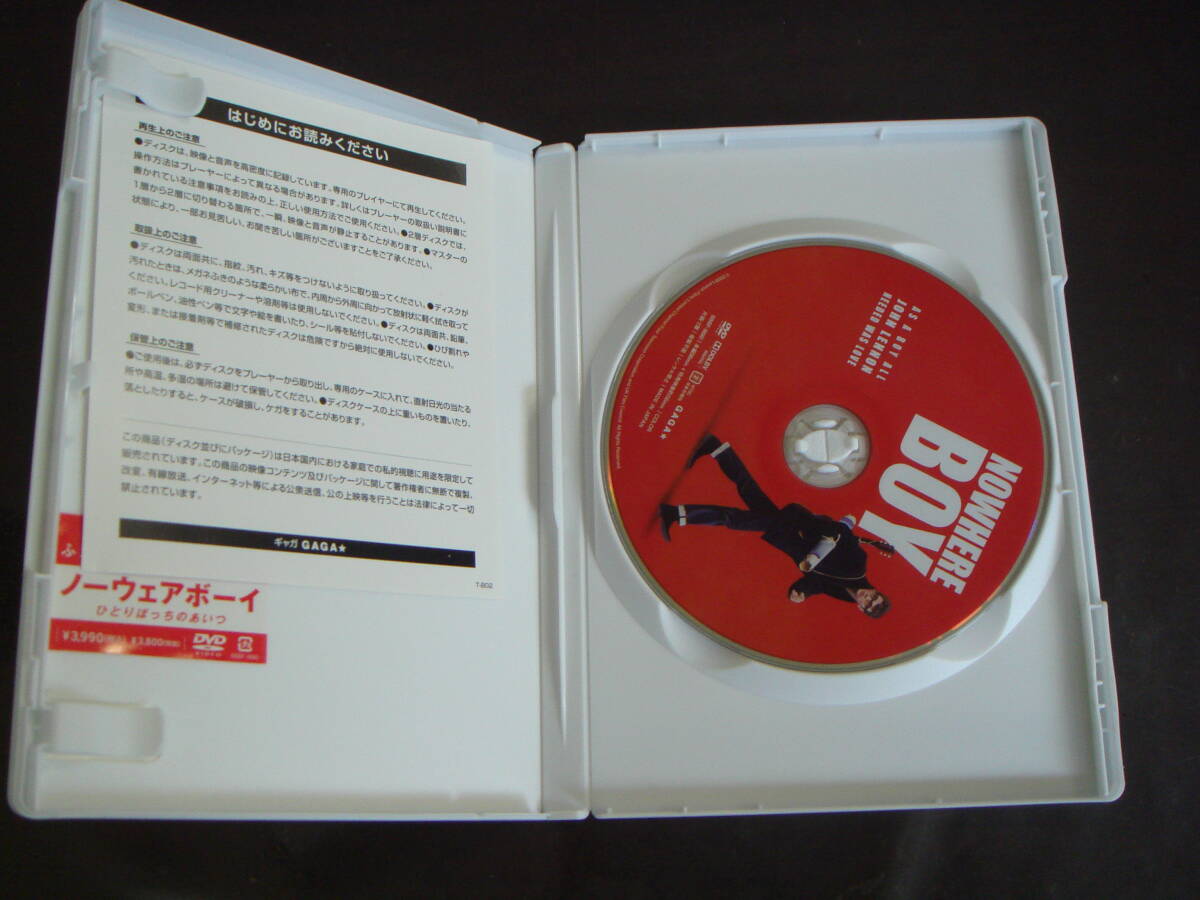 はじめにお読みください
再生上のご注意
●ディスクは、映像と音声を高密度に記録しています。専用のプレイヤーにて再生してください。
操作方法はプレーヤーによって異なる場合があります。詳しくはプレーヤーの取扱い説明書に
書かれている注意事項をお読みの上、正しい使用方法でご使用ください。●2層ディスクでは、
1層から2層に切り替わる箇所で、一瞬、映像と音声が静止することがあります。●マスターの
状態により、一部お見苦しい、お聞き苦しい箇所がございますことをご了承ください。
取扱上のご注意
●ディスクは両面共に、指紋、汚れ、キズ等をつけないように取り扱ってください。●ディスクが
汚れたときは、メガネふきのような柔らかい布で、内周から外周に向かって放射状に軽く拭き取って
ください。レコード用クリーナーや溶剤等は使用しないでください。●ディスクは両面共、鉛筆、
ボールペン、油性ペン等で文字や絵を書いたり、シール等を貼付しないでください。●ひび割れや
変形、または接着剤等で補修されたディスクは危険ですから絶対に使用しないでください。
保管上のご注意
●ご使用後は、必ずディスクをプレーヤーから取り出し、専用のケースに入れて、直射日光の当たる
所や高温、多湿の場所は避けて保管してください。●ディスクケースの上に重いものを置いたり、
落としたりすると、ケースが破損し、ケガをすることがあります。
この商品(ディスク並びにパッケージ)は日本国内における家庭での私的視聴に用途を限定して
販売されています。この商品の映像コンテンツ及びパッケージに関して著作権者に無断で複製、
改変、有線放送、インターネット等による公衆送信、公の上映等を行うことは法律によって一切
禁止されています。
ギャガ GAGA★
T-B02
ふ
ノーウェアボーイ
ひとりぼっちのあいつ
¥3,990(税込) ¥3,800(税抜)
DVD
VIDEO
AS A BOY ALL
JOHN LENNON
NEEDED WAS LOVE
NOWHERE
BOY
DVD
DOLBY
2
GAGA★
MADE IN JAPAN